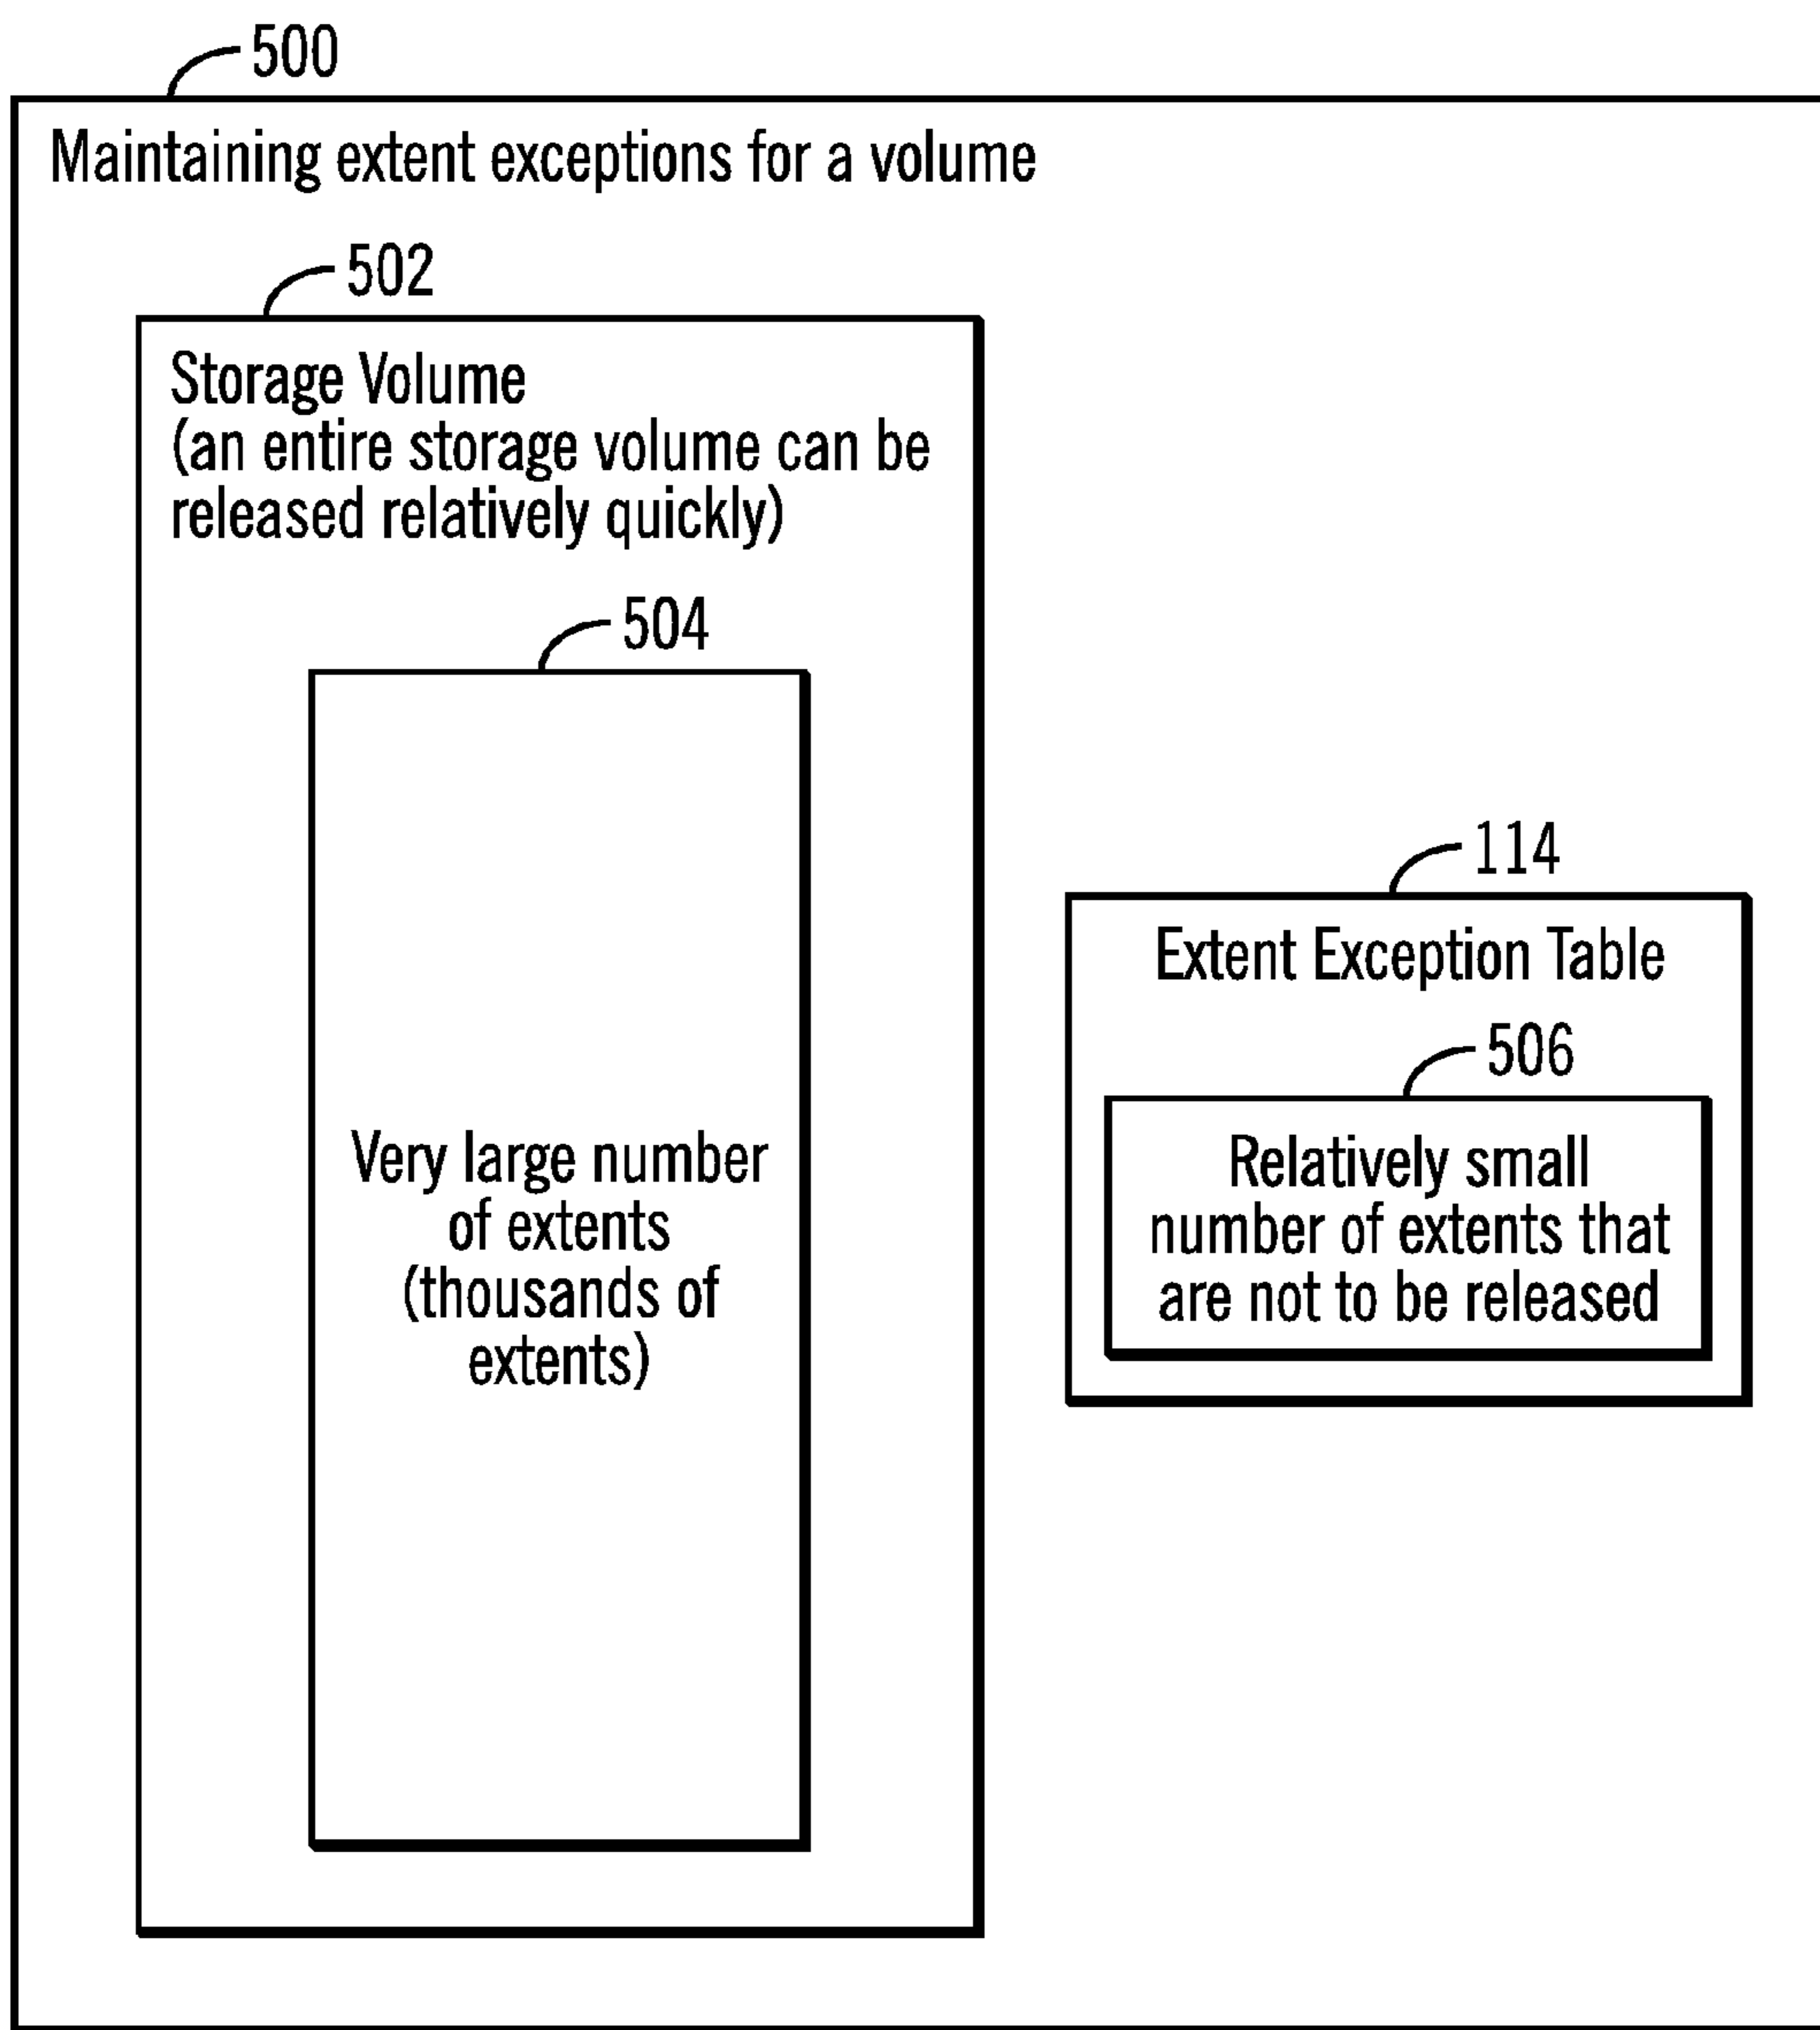 500
Maintaining extent exceptions for a volume
502
Storage Volume
(an entire storage volume can be
released relatively quickly)
504
Very large number
of extents
(thousands of
extents)
114
Extent Exception Table
506
Relatively small
number of extents that
are not to be released